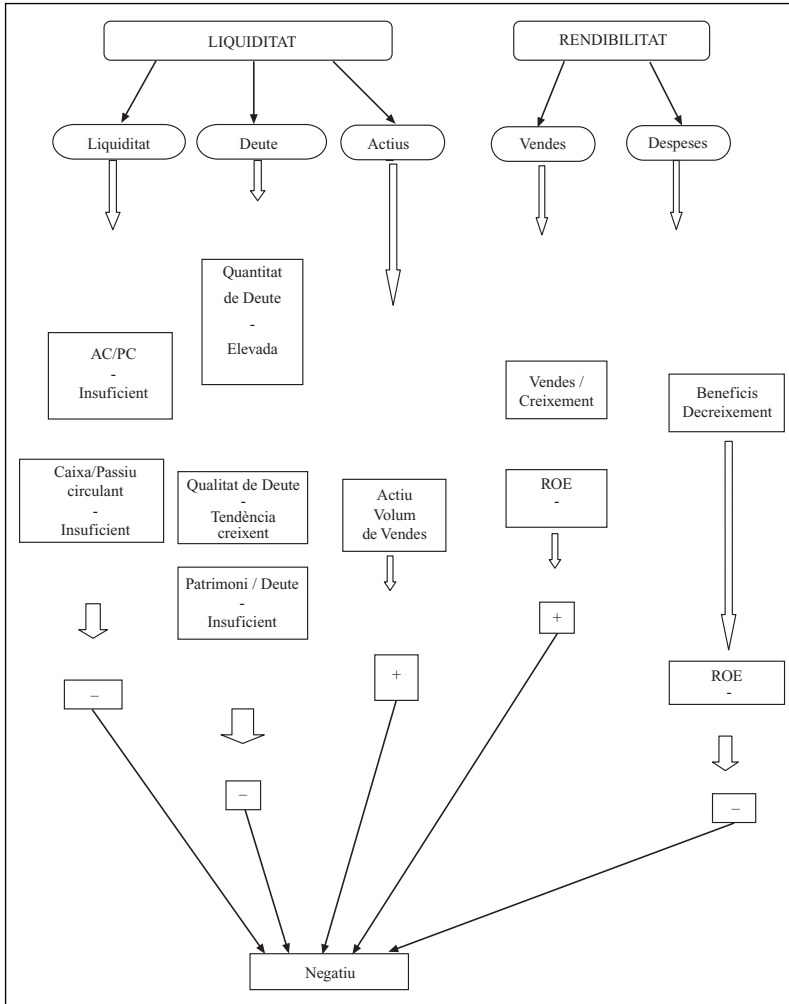 LIQUIDITAT
RENDIBILITAT
Liquiditat
Deute
Actius
Vendes
Despeses
Quantitat
de Deute
-
Elevada
AC/PC
-
Insuficient
Vendes /
Creixement
Beneficis
Decreixement
Caixa/Passiu
circulant
-
Insuficient
Qualitat de Deute
-
Tendència
creixent
Actiu
Volum
de Vendes
ROE
-
Patrimoni / Deute
-
Insuficient
+
+
ROE
-
–
–
–
Negatiu